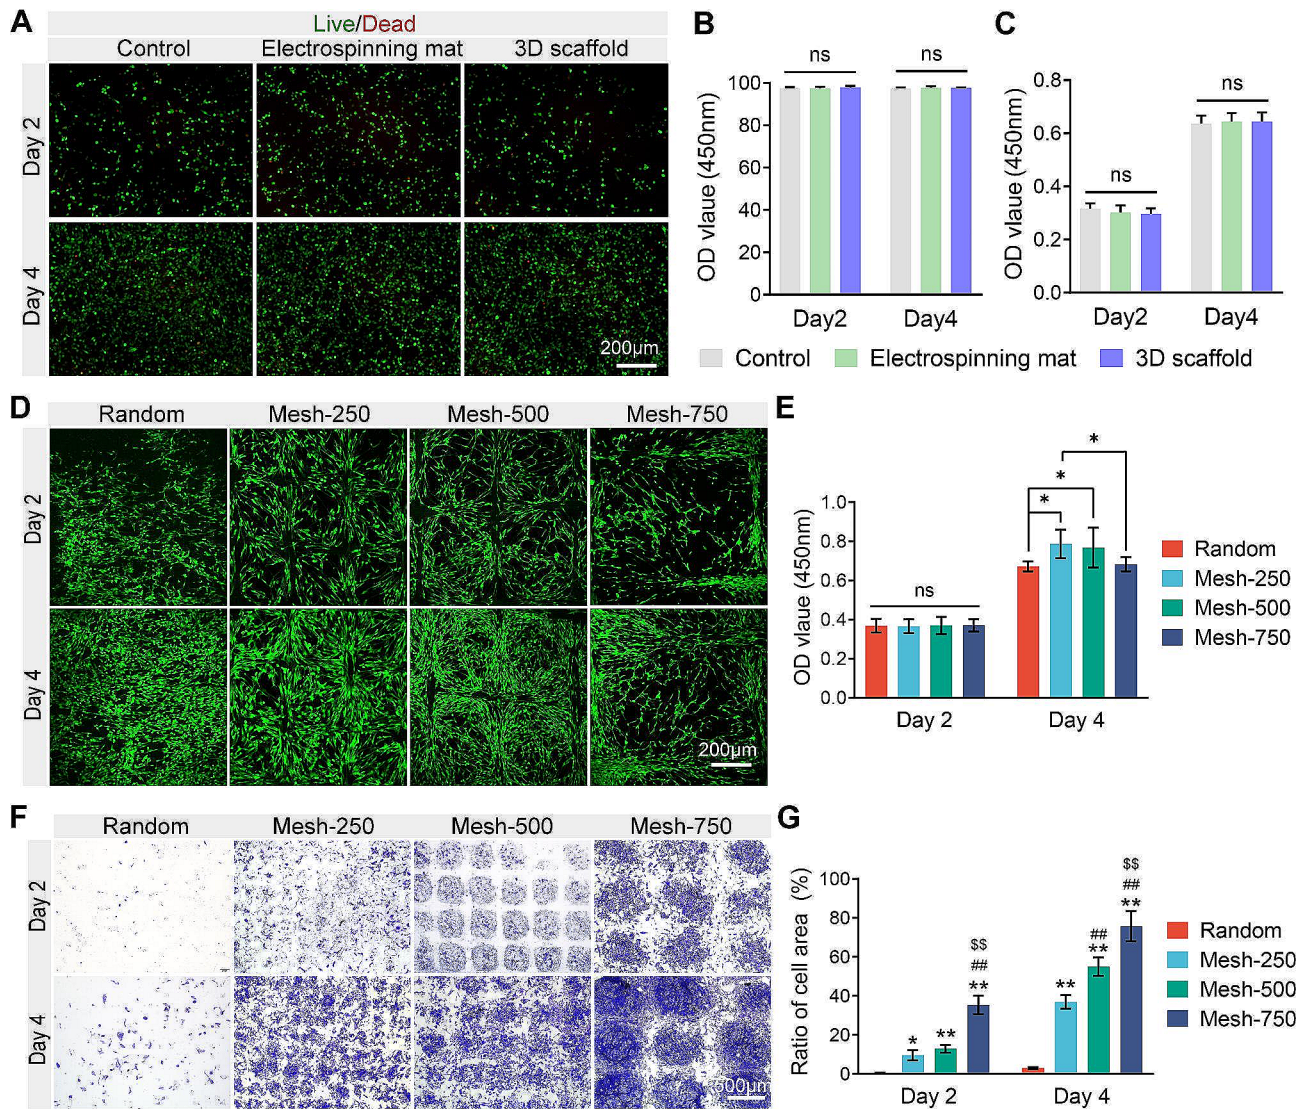 A
Live/Dead
Control Electrospinning mat 3D scaffold
Day 2
Day 4
200μm
B
OD vlaue (450nm)
100
80
60
40
20
0
ns ns
Day2 Day4
C
OD vlaue (450nm)
0.8
0.6
0.4
0.2
0.0
ns
ns
Day2 Day4
Control Electrospinning mat 3D scaffold
D
Random Mesh-250 Mesh-500 Mesh-750
Day 2
Day 4
200μm
E
OD vlaue (450nm)
1.0
0.8
0.6
0.4
0.2
0.0
ns
*
*
*
Day 2 Day 4
Random
Mesh-250
Mesh-500
Mesh-750
F
Random Mesh-250 Mesh-500 Mesh-750
Day 2
Day 4
500μm
G
Ratio of cell area (%)
100
80
60
40
20
0
*
**
$$
##
**
**
##
**
$$
##
**
Day 2 Day 4
Random
Mesh-250
Mesh-500
Mesh-750